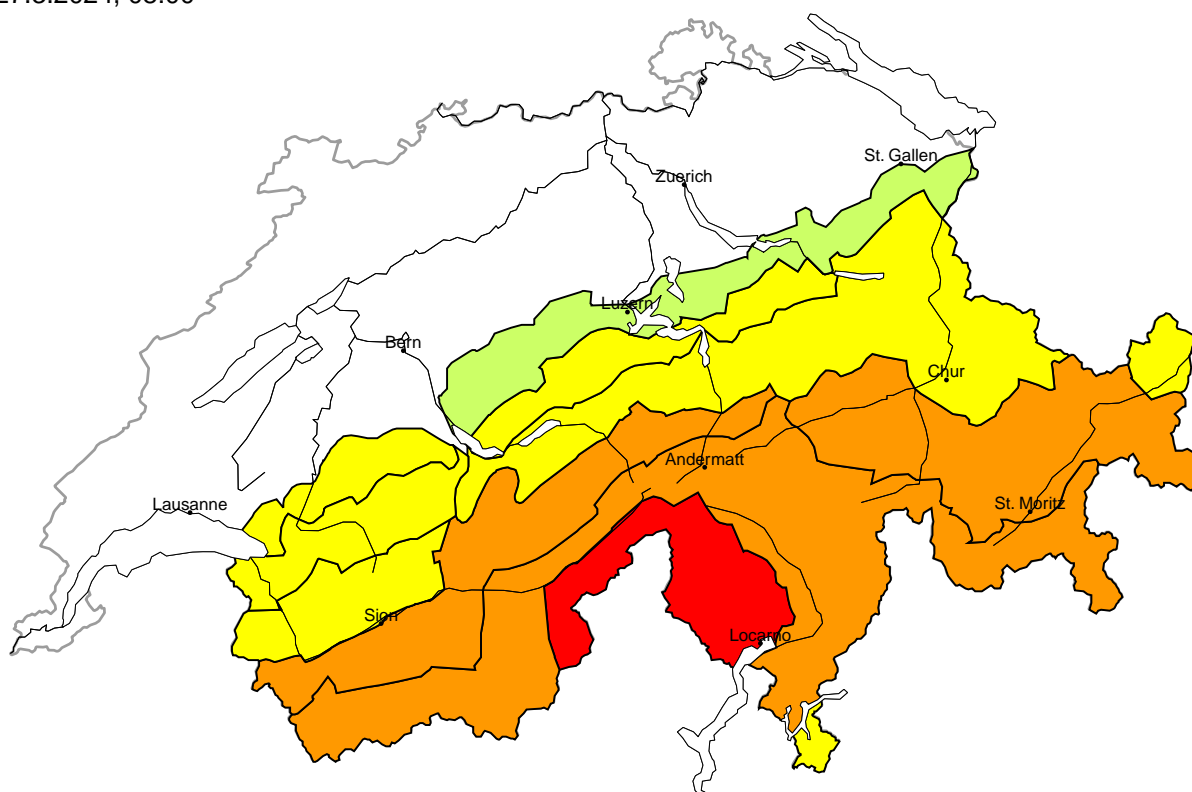 St. Gallen
Zuerich
Luzern
Bern
Chur
Andermatt
Lausanne
St. Moritz
Sion
Locarno